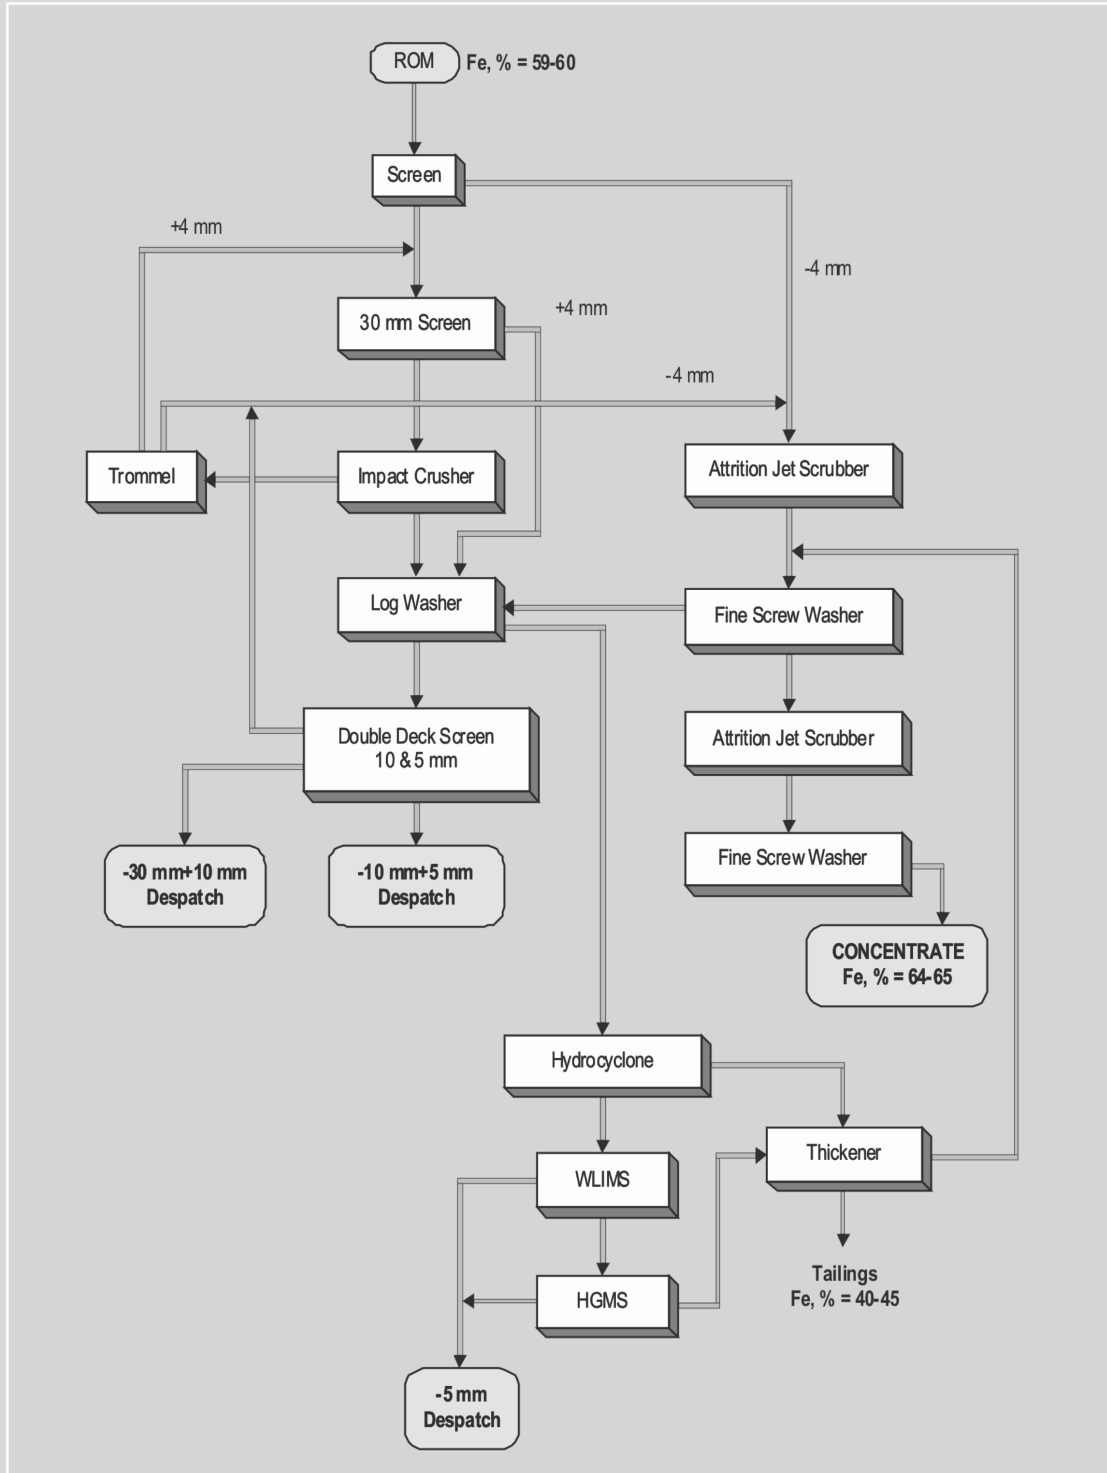 ROM
Fe, % = 59-60
Screen
+4 mm
-4 mm
30 mm Screen
+4 mm
-4 mm
Trommel
Impact Crusher
Attrition Jet Scrubber
Log Washer
Fine Screw Washer
Double Deck Screen
10 & 5 mm
Attrition Jet Scrubber
Fine Screw Washer
-30 mm+10 mm
Despatch
-10 mm+5 mm
Despatch
CONCENTRATE
Fe, % = 64-65
Hydrocyclone
Thickener
WLIMS
HGMS
Tailings
Fe, % = 40-45
-5 mm
Despatch